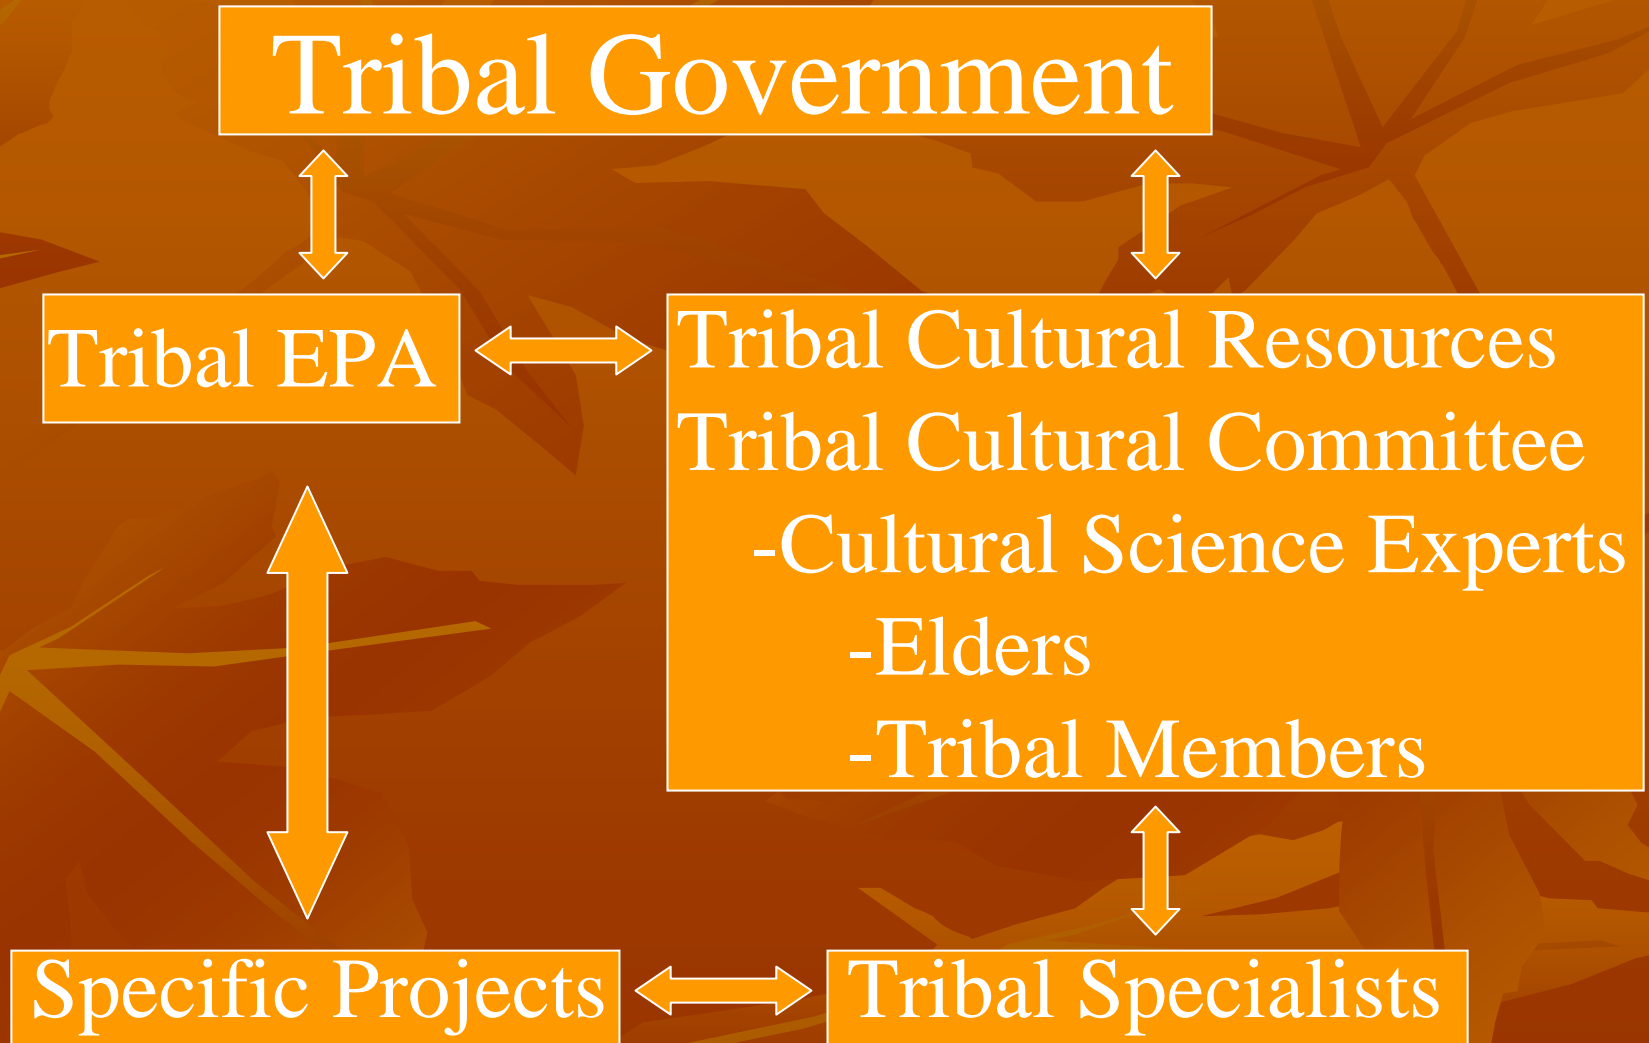 Tribal Government
Tribal EPA
Tribal Cultural Resources
Tribal Cultural Committee
-Cultural Science Experts
-Elders
-Tribal Members
Specific Projects
Tribal Specialists